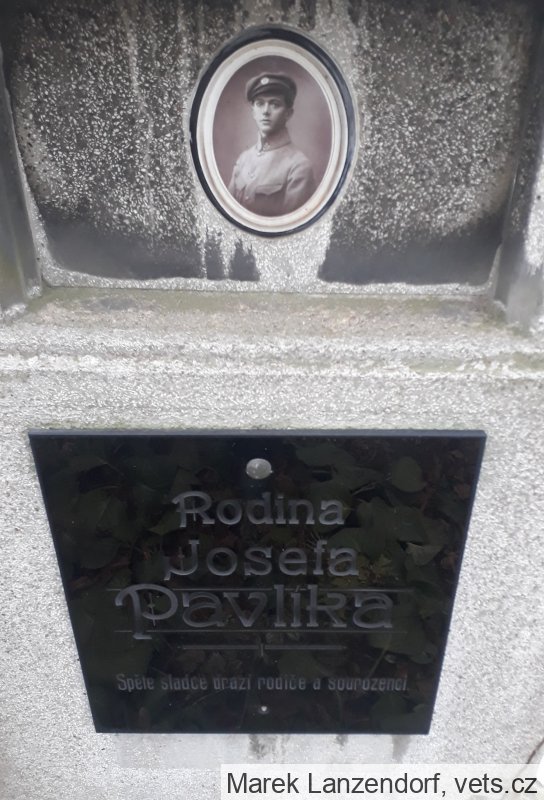 Rodina
Josefa
Pavlíka
Spěte sladce drazí rodiče a sourozenci.
Marek Lanzendorf, vets.cz